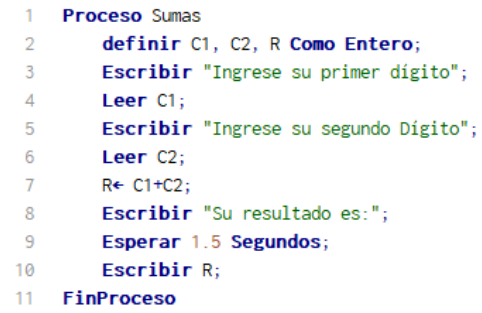 1 Proceso Sumas
2 definir C1, C2, R Como Entero;
3 Escribir "Ingrese su primer dígito";
4 Leer C1;
5 Escribir "Ingrese su segundo Dígito";
6 Leer C2;
7 R← C1+C2;
8 Escribir "Su resultado es:";
9 Esperar 1.5 Segundos;
10 Escribir R;
11 FinProceso